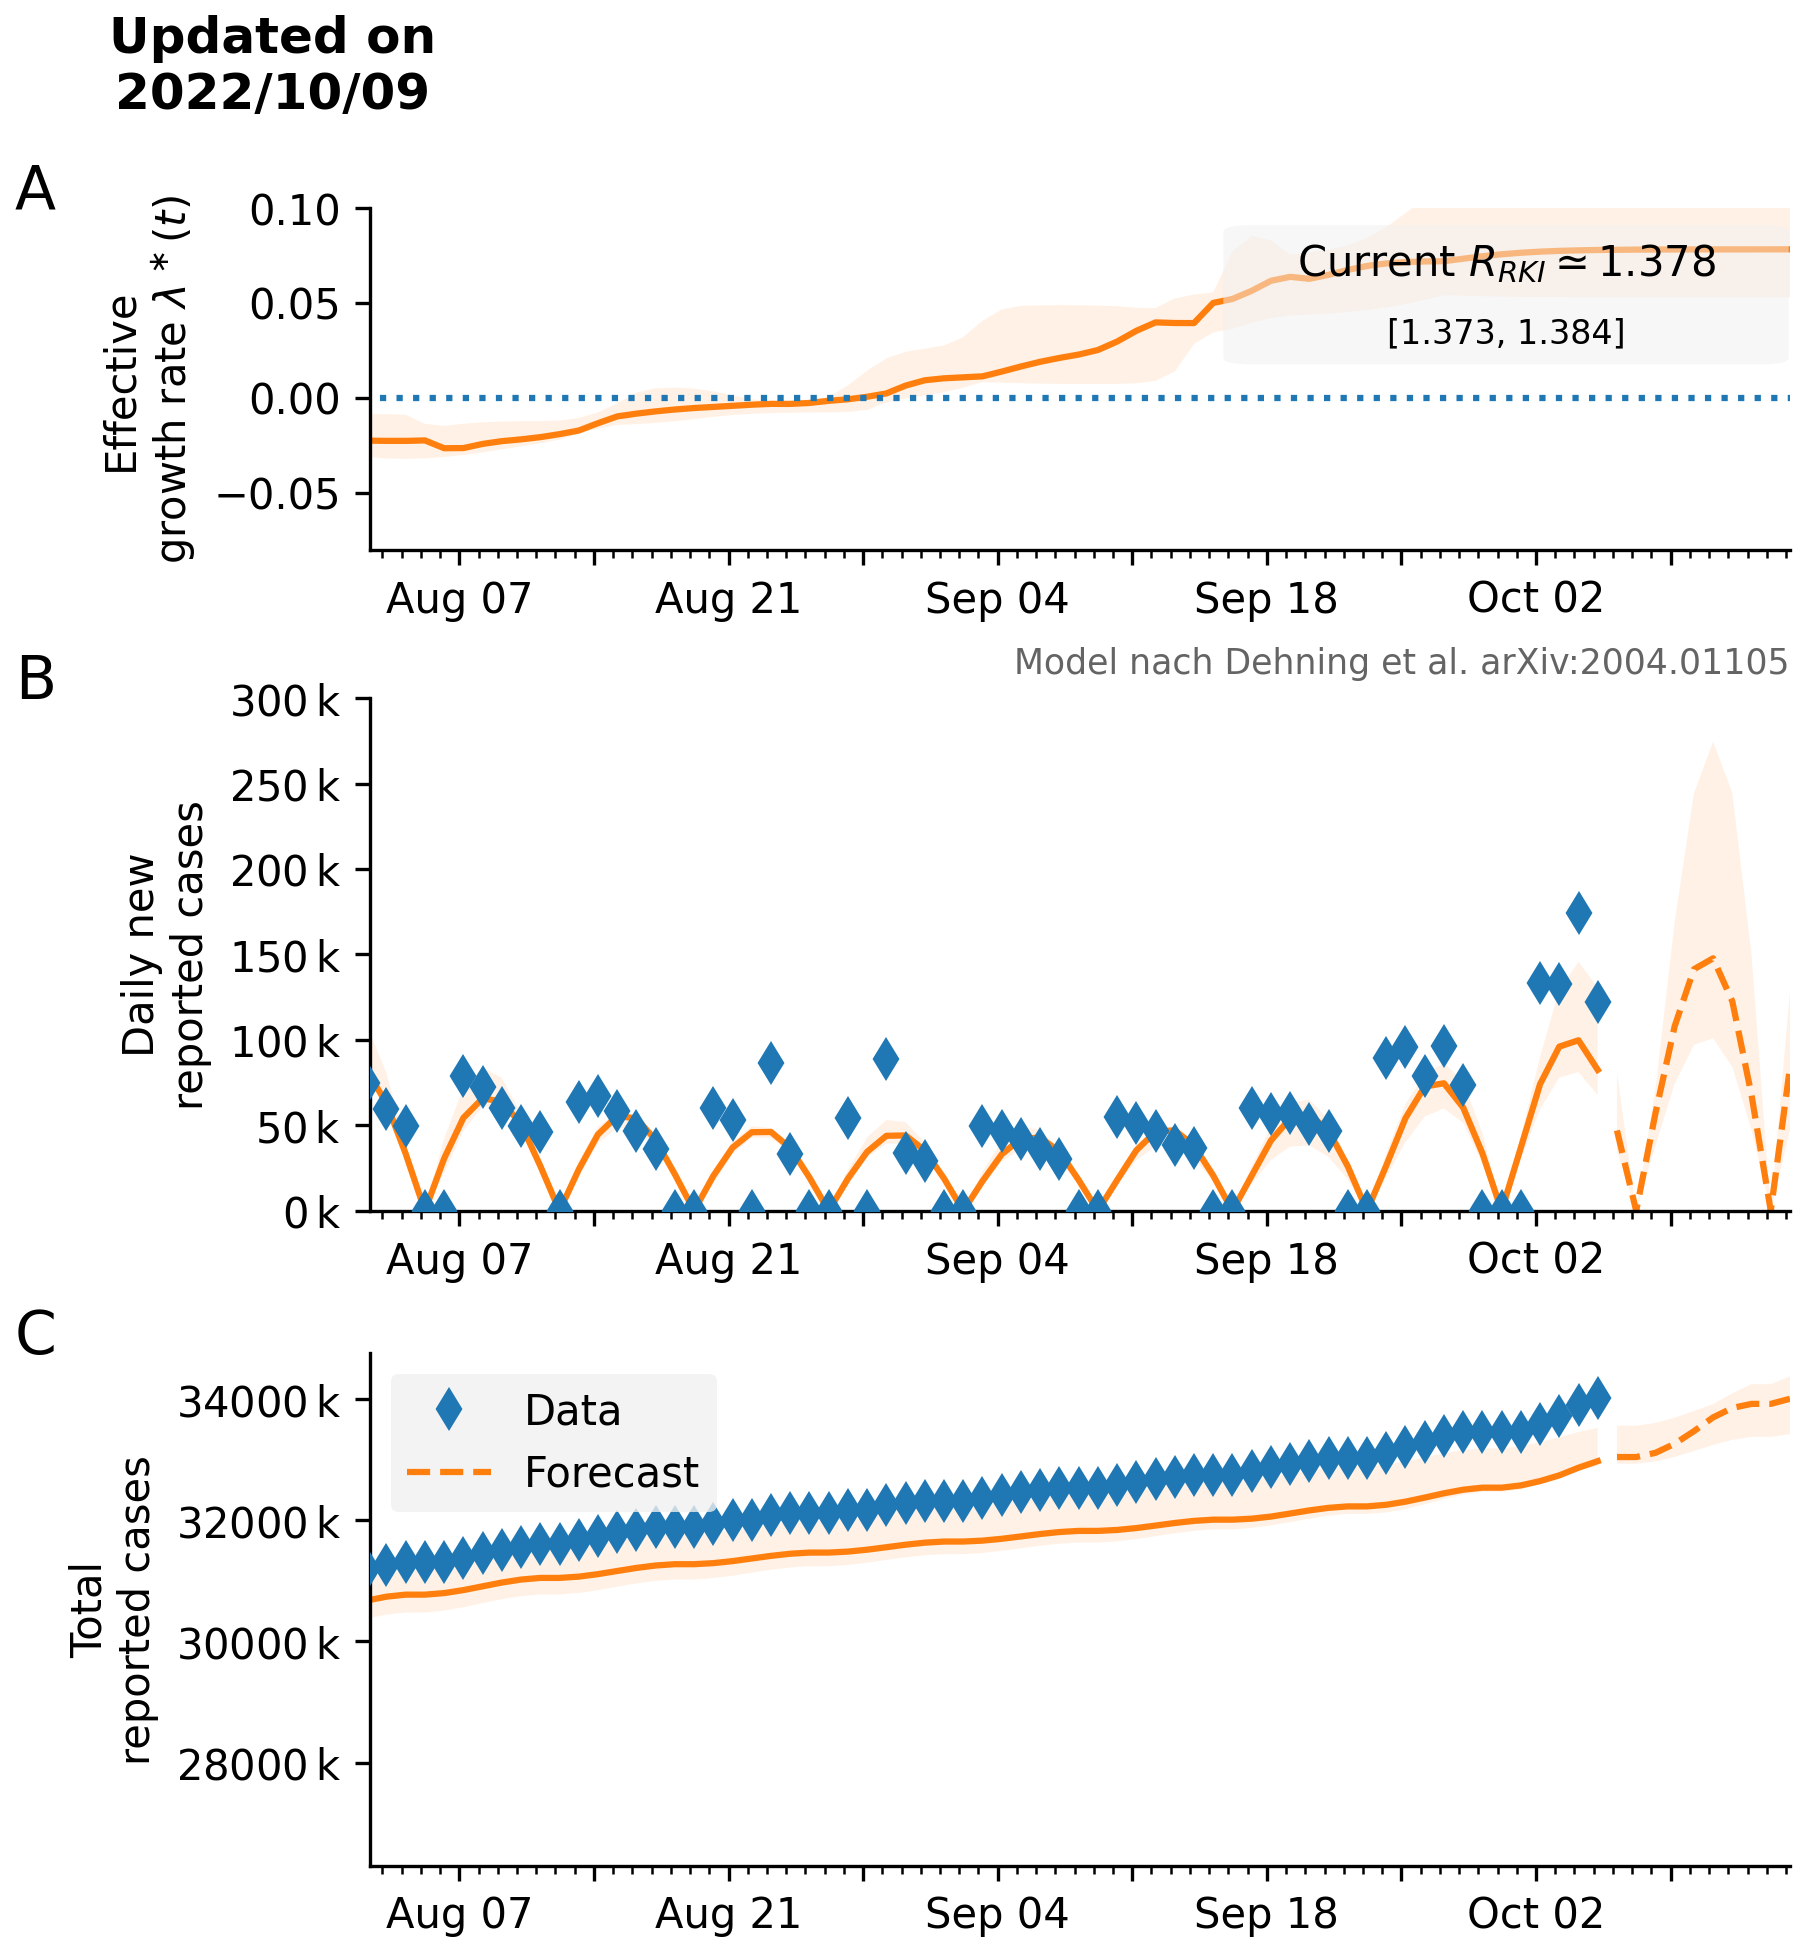 Updated on
2022/10/09
A
Effective
growth rate λ * (t)
0.10
0.05
0.00
−0.05
Current R_RKI ≃ 1.378
[1.373, 1.384]
Aug 07
Aug 21
Sep 04
Sep 18
Oct 02
Model nach Dehning et al. arXiv:2004.01105
B
Daily new
reported cases
300 k
250 k
200 k
150 k
100 k
50 k
0 k
Aug 07
Aug 21
Sep 04
Sep 18
Oct 02
C
Total
reported cases
34000 k
32000 k
30000 k
28000 k
Data
Forecast
Aug 07
Aug 21
Sep 04
Sep 18
Oct 02